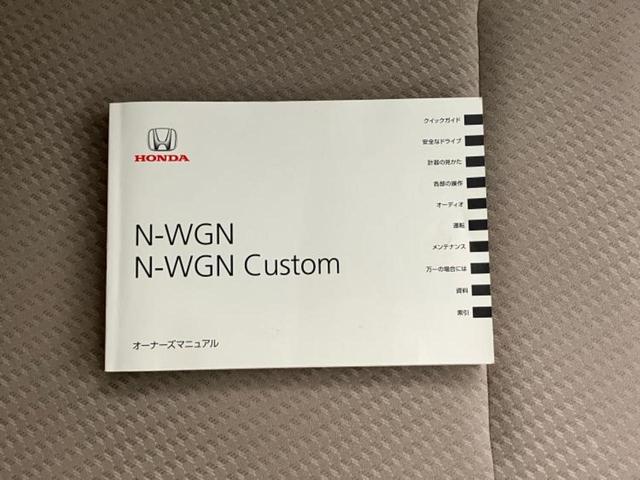 HONDA
N-WGN
N-WGN Custom
オーナーズマニュアル
クイックガイド
安全なドライブ
計器の見かた
各部の操作
オーディオ
運転
メンテナンス
万一の場合には
資料
索引